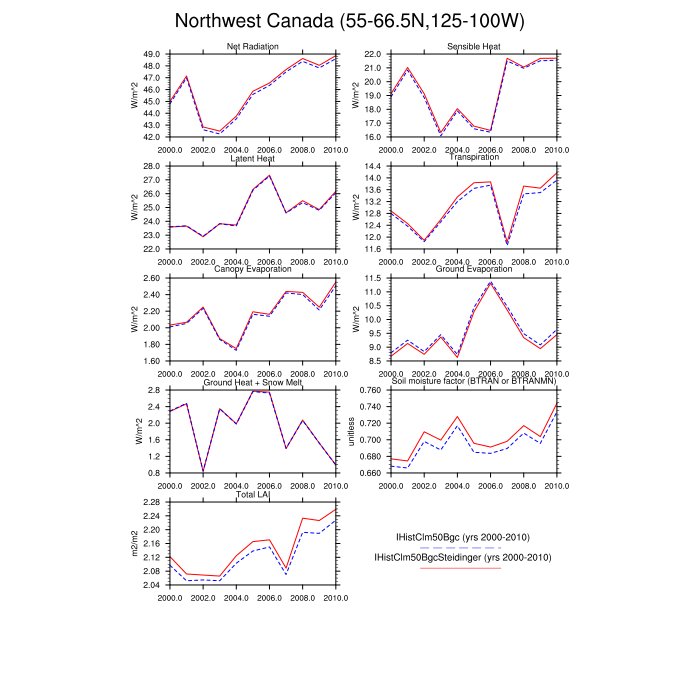 Northwest Canada (55-66.5N,125-100W)
Net Radiation
W/m^2
49.0
48.0
47.0
46.0
45.0
44.0
43.0
42.0
2000.0 2002.0 2004.0 2006.0 2008.0 2010.0
Sensible Heat
W/m^2
22.0
21.0
20.0
19.0
18.0
17.0
16.0
2000.0 2002.0 2004.0 2006.0 2008.0 2010.0
Latent Heat
W/m^2
28.0
27.0
26.0
25.0
24.0
23.0
22.0
2000.0 2002.0 2004.0 2006.0 2008.0 2010.0
Transpiration
W/m^2
14.4
14.0
13.6
13.2
12.8
12.4
12.0
11.6
2000.0 2002.0 2004.0 2006.0 2008.0 2010.0
Canopy Evaporation
W/m^2
2.60
2.40
2.20
2.00
1.80
1.60
2000.0 2002.0 2004.0 2006.0 2008.0 2010.0
Ground Evaporation
W/m^2
11.5
11.0
10.5
10.0
9.5
9.0
8.5
2000.0 2002.0 2004.0 2006.0 2008.0 2010.0
Ground Heat + Snow Melt
W/m^2
2.8
2.4
2.0
1.6
1.2
0.8
2000.0 2002.0 2004.0 2006.0 2008.0 2010.0
Soil moisture factor (BTRAN or BTRANMN)
unitless
0.760
0.740
0.720
0.700
0.680
0.660
2000.0 2002.0 2004.0 2006.0 2008.0 2010.0
Total LAI
m2/m2
2.28
2.24
2.20
2.16
2.12
2.08
2.04
2000.0 2002.0 2004.0 2006.0 2008.0 2010.0
IHistClm50Bgc (yrs 2000-2010)
IHistClm50BgcSteidinger (yrs 2000-2010)